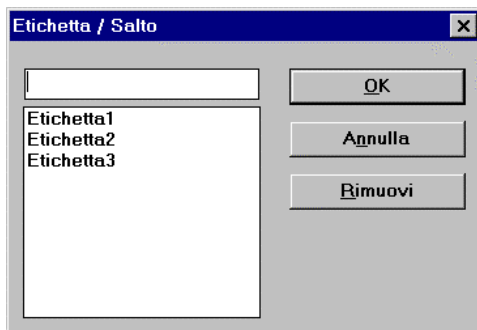 Etichetta / Salto
OK
Etichetta1
Etichetta2
Etichetta3
Annulla
Rimuovi